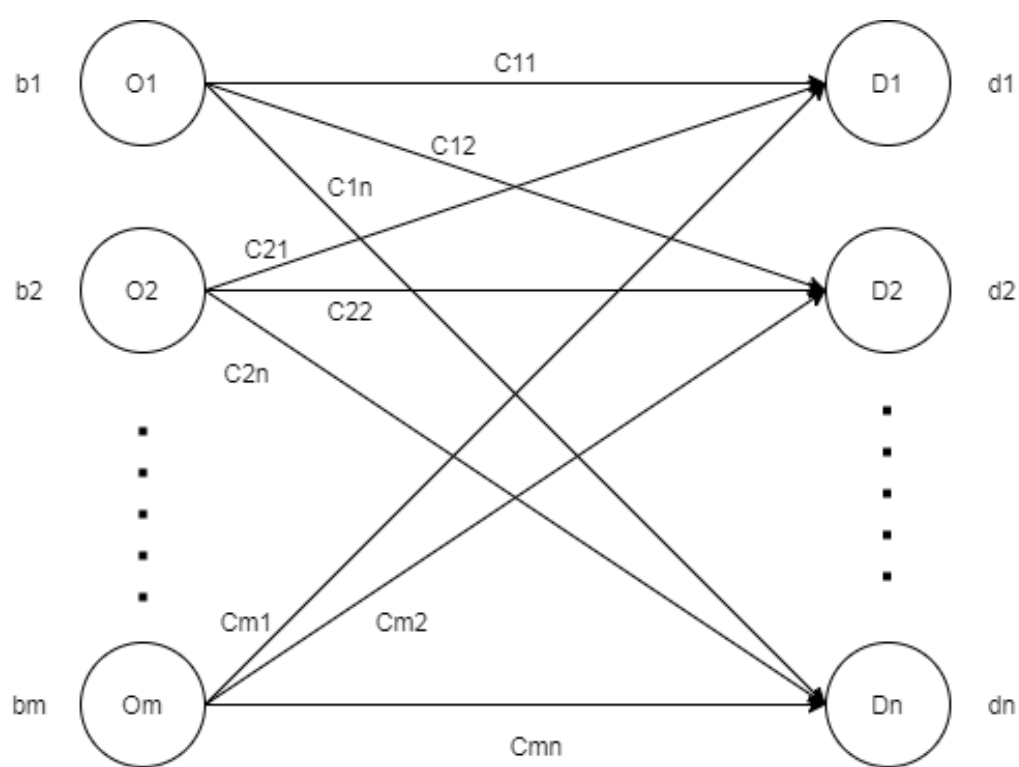 b1 O1 C11 D1 d1
C12
C1n
C21
b2 O2 C22 D2 d2
C2n
Cm1 Cm2
bm Om Dn dn
Cmn